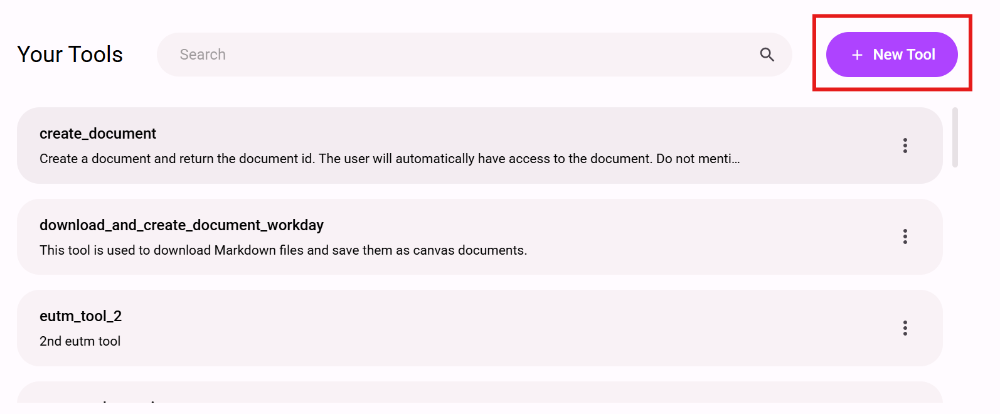 Your Tools
Search
+ New Tool
create_document
Create a document and return the document id. The user will automatically have access to the document. Do not menti...
download_and_create_document_workday
This tool is used to download Markdown files and save them as canvas documents.
eutm_tool_2
2nd eutm tool